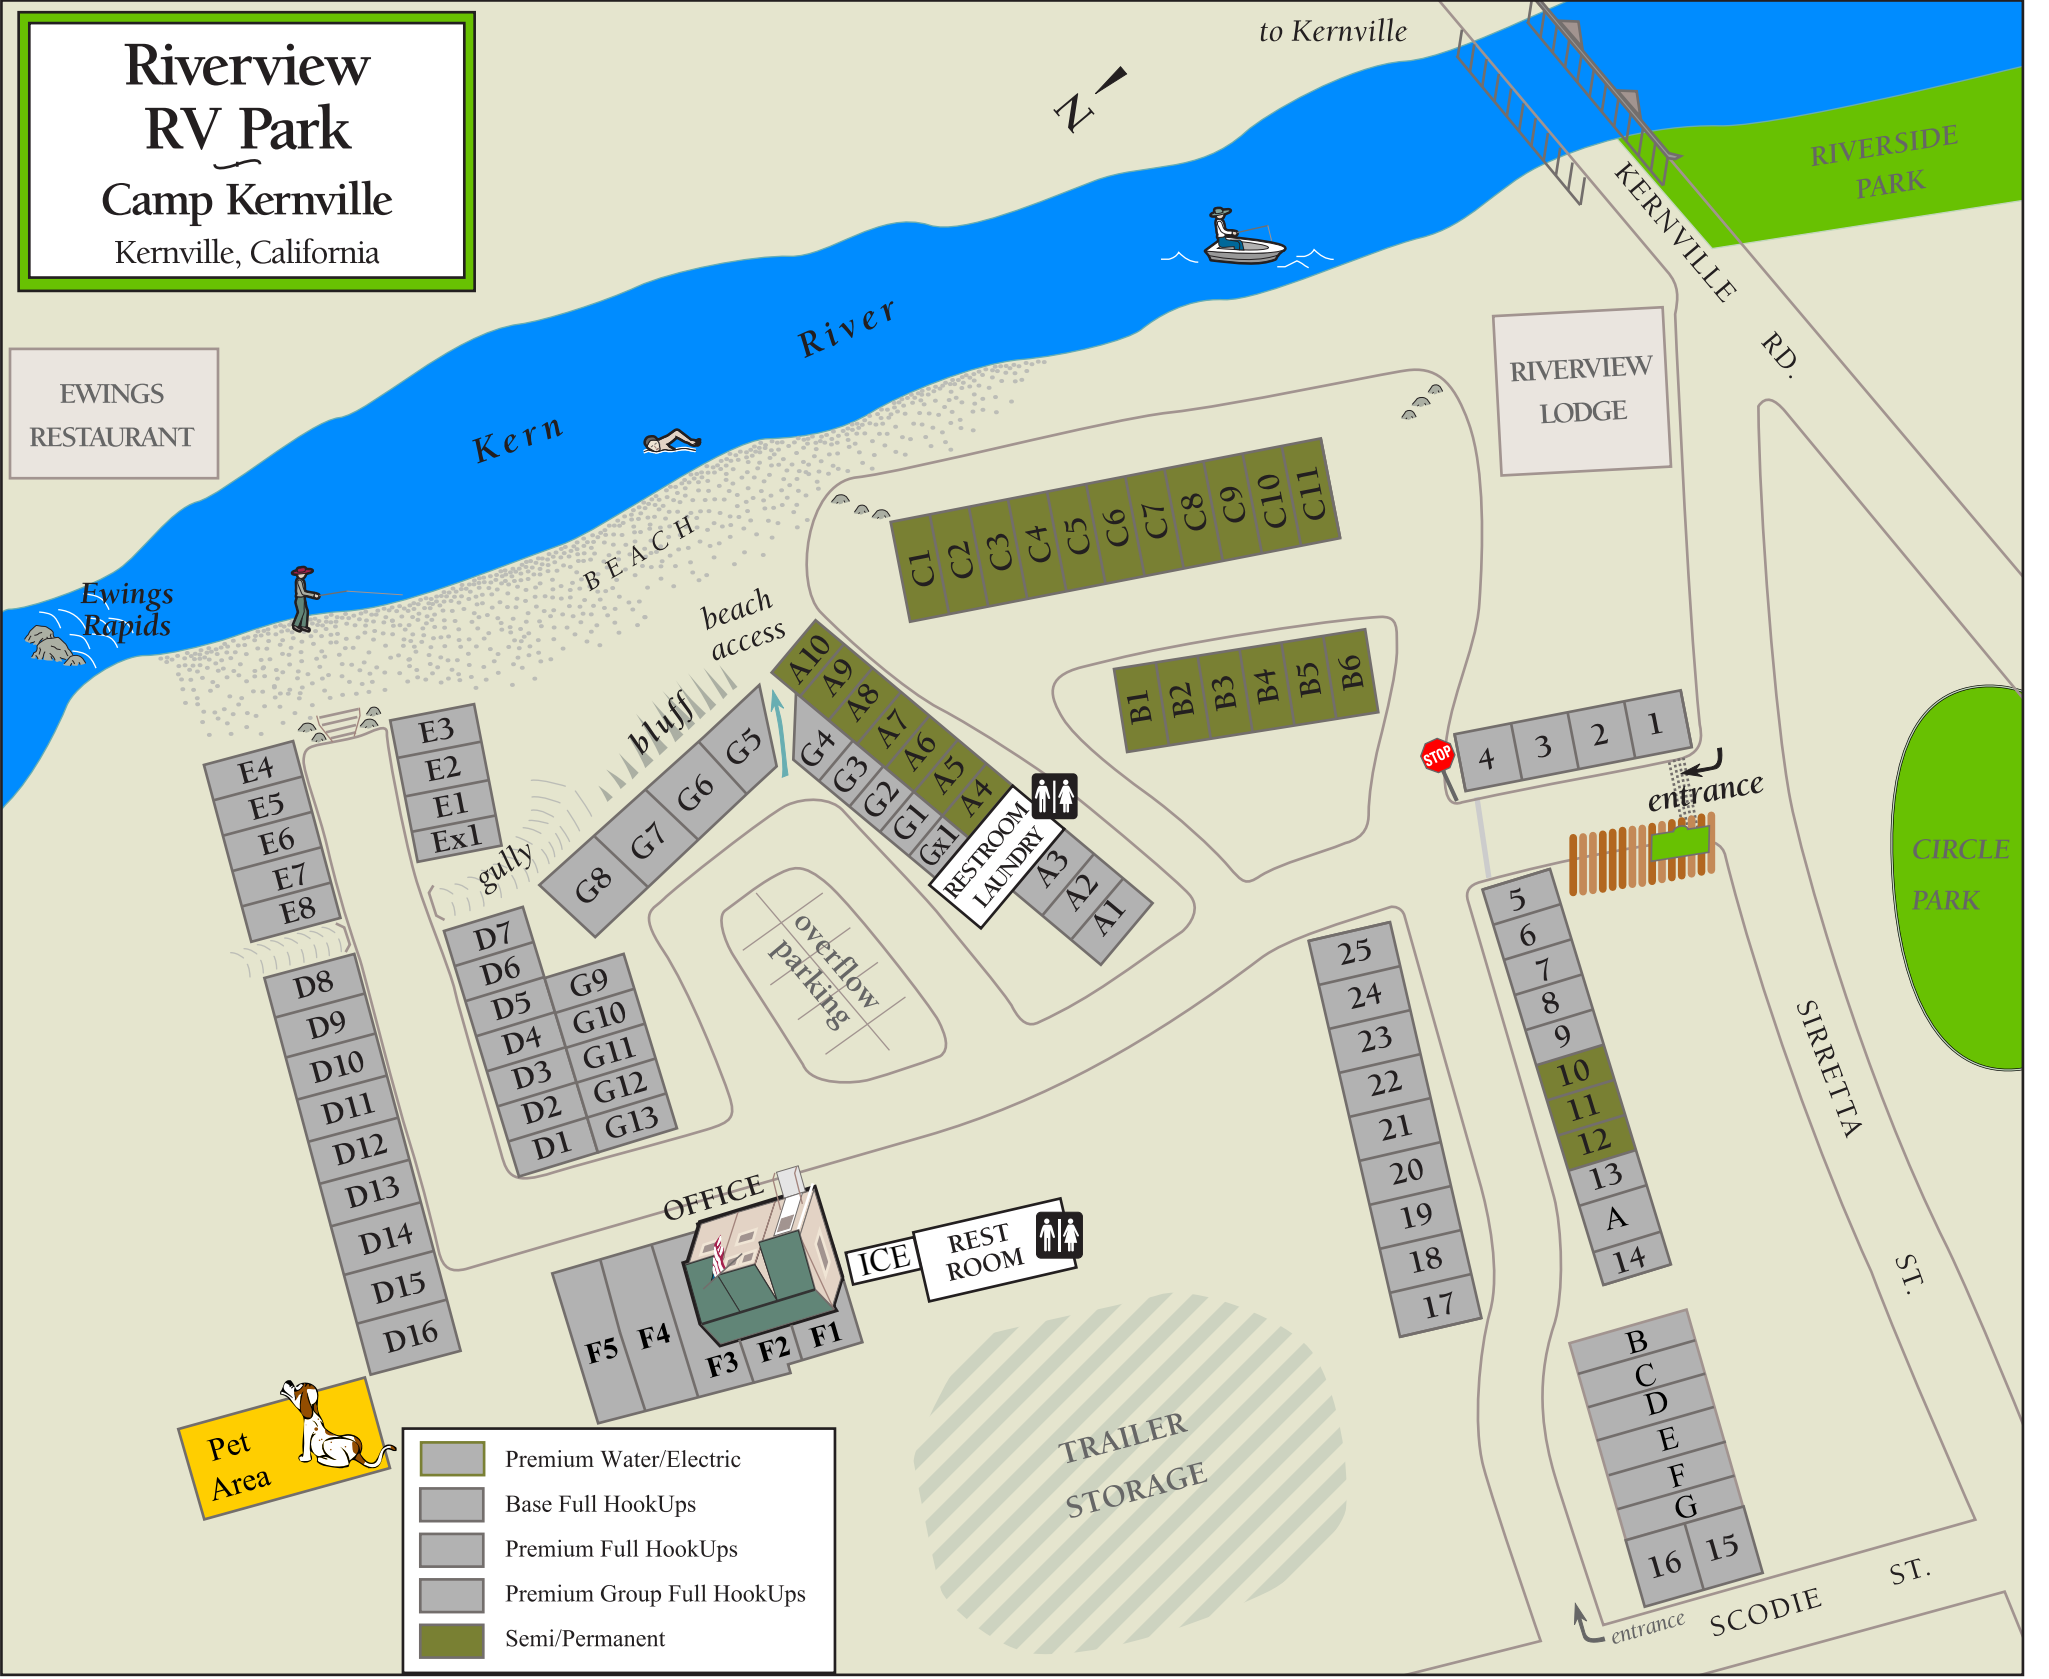 Riverview
RV Park
Camp Kernville
Kernville, California
to Kernville
N
RIVERSIDE
PARK
KERNVILLE
RD.
Kern
River
EWINGS
RESTAURANT
RIVERVIEW
LODGE
Ewings
Rapids
BEACH
beach
access
bluff
gully
C1
C2
C3
C4
C5
C6
C7
C8
C9
C10
C11
B1
B2
B3
B4
B5
B6
A10
A9
A8
A7
A6
A5
A4
G4
G3
G2
G1
Gx1
RESTROOM
LAUNDRY
A3
A2
A1
G5
G6
G7
G8
E3
E2
E1
Ex1
E4
E5
E6
E7
E8
D7
D6
D5
D4
D3
D2
D1
G9
G10
G11
G12
G13
D8
D9
D10
D11
D12
D13
D14
D15
D16
overflow
parking
STOP
4
3
2
1
entrance
CIRCLE
PARK
5
6
7
8
9
10
11
12
13
A
14
25
24
23
22
21
20
19
18
17
B
C
D
E
F
G
16
15
SIRRETTA
ST.
OFFICE
ICE
REST
ROOM
F5
F4
F3
F2
F1
TRAILER
STORAGE
Pet
Area
Premium Water/Electric
Base Full HookUps
Premium Full HookUps
Premium Group Full HookUps
Semi/Permanent
entrance
SCODIE
ST.